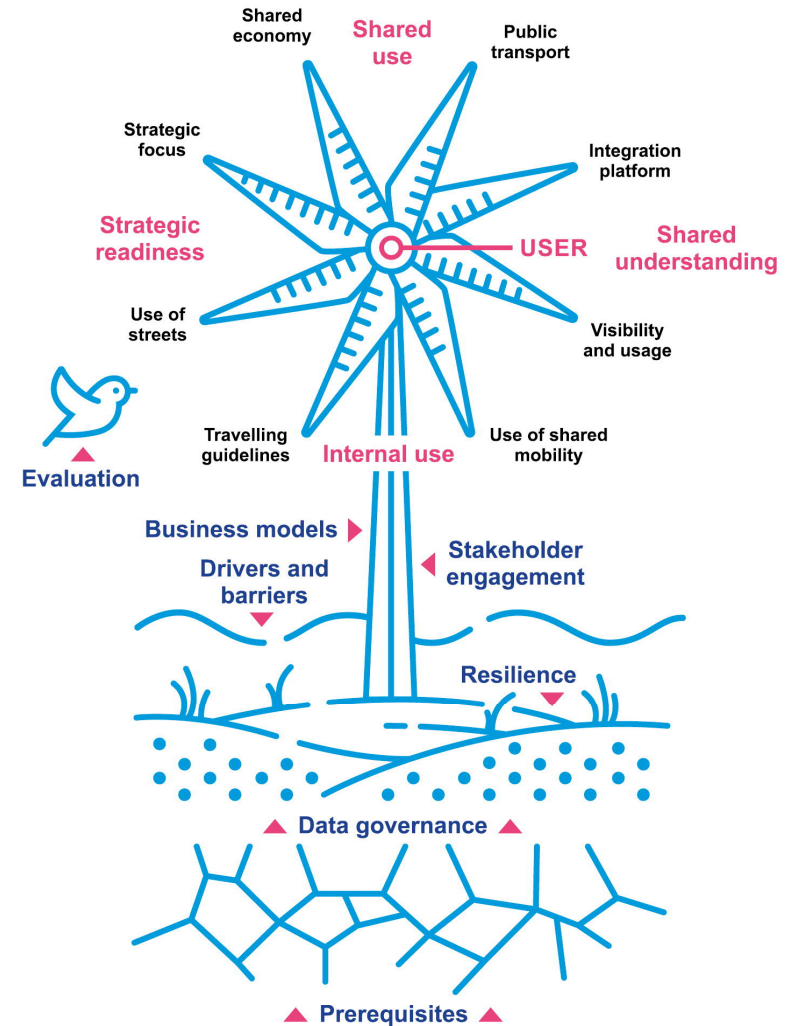 Shared
economy
Shared
use
Public
transport
Strategic
focus
Integration
platform
Strategic
readiness
USER
Shared
understanding
Use of
streets
Visibility
and usage
Travelling
guidelines
Internal use
Use of shared
mobility
Evaluation
Business models
Stakeholder
engagement
Drivers and
barriers
Resilience
Data governance
Prerequisites